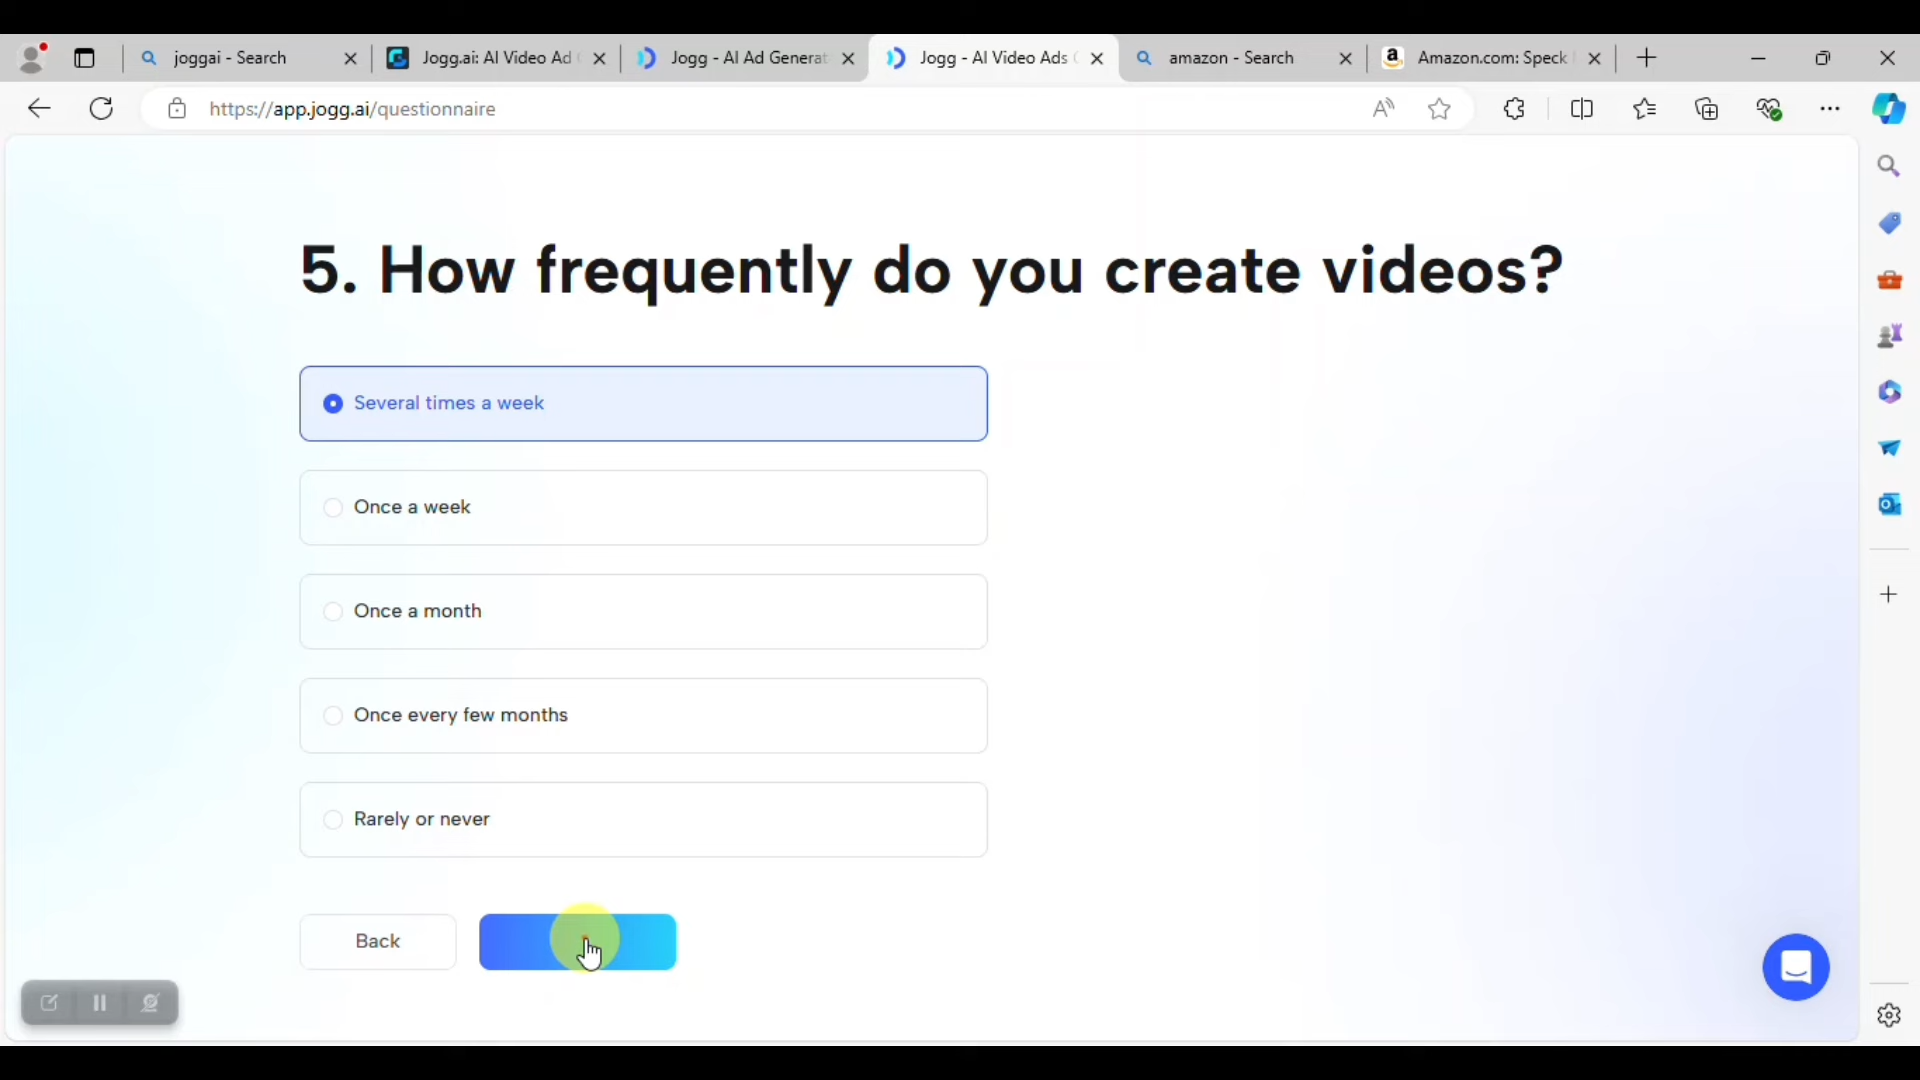 joggai - Search
Jogg.ai: AI Video Ad
Jogg - AI Ad Generat
Jogg - AI Video Ads
amazon - Search
Amazon.com: Speck
https://app.jogg.ai/questionnaire
5. How frequently do you create videos?
Several times a week
Once a week
Once a month
Once every few months
Rarely or never
Back